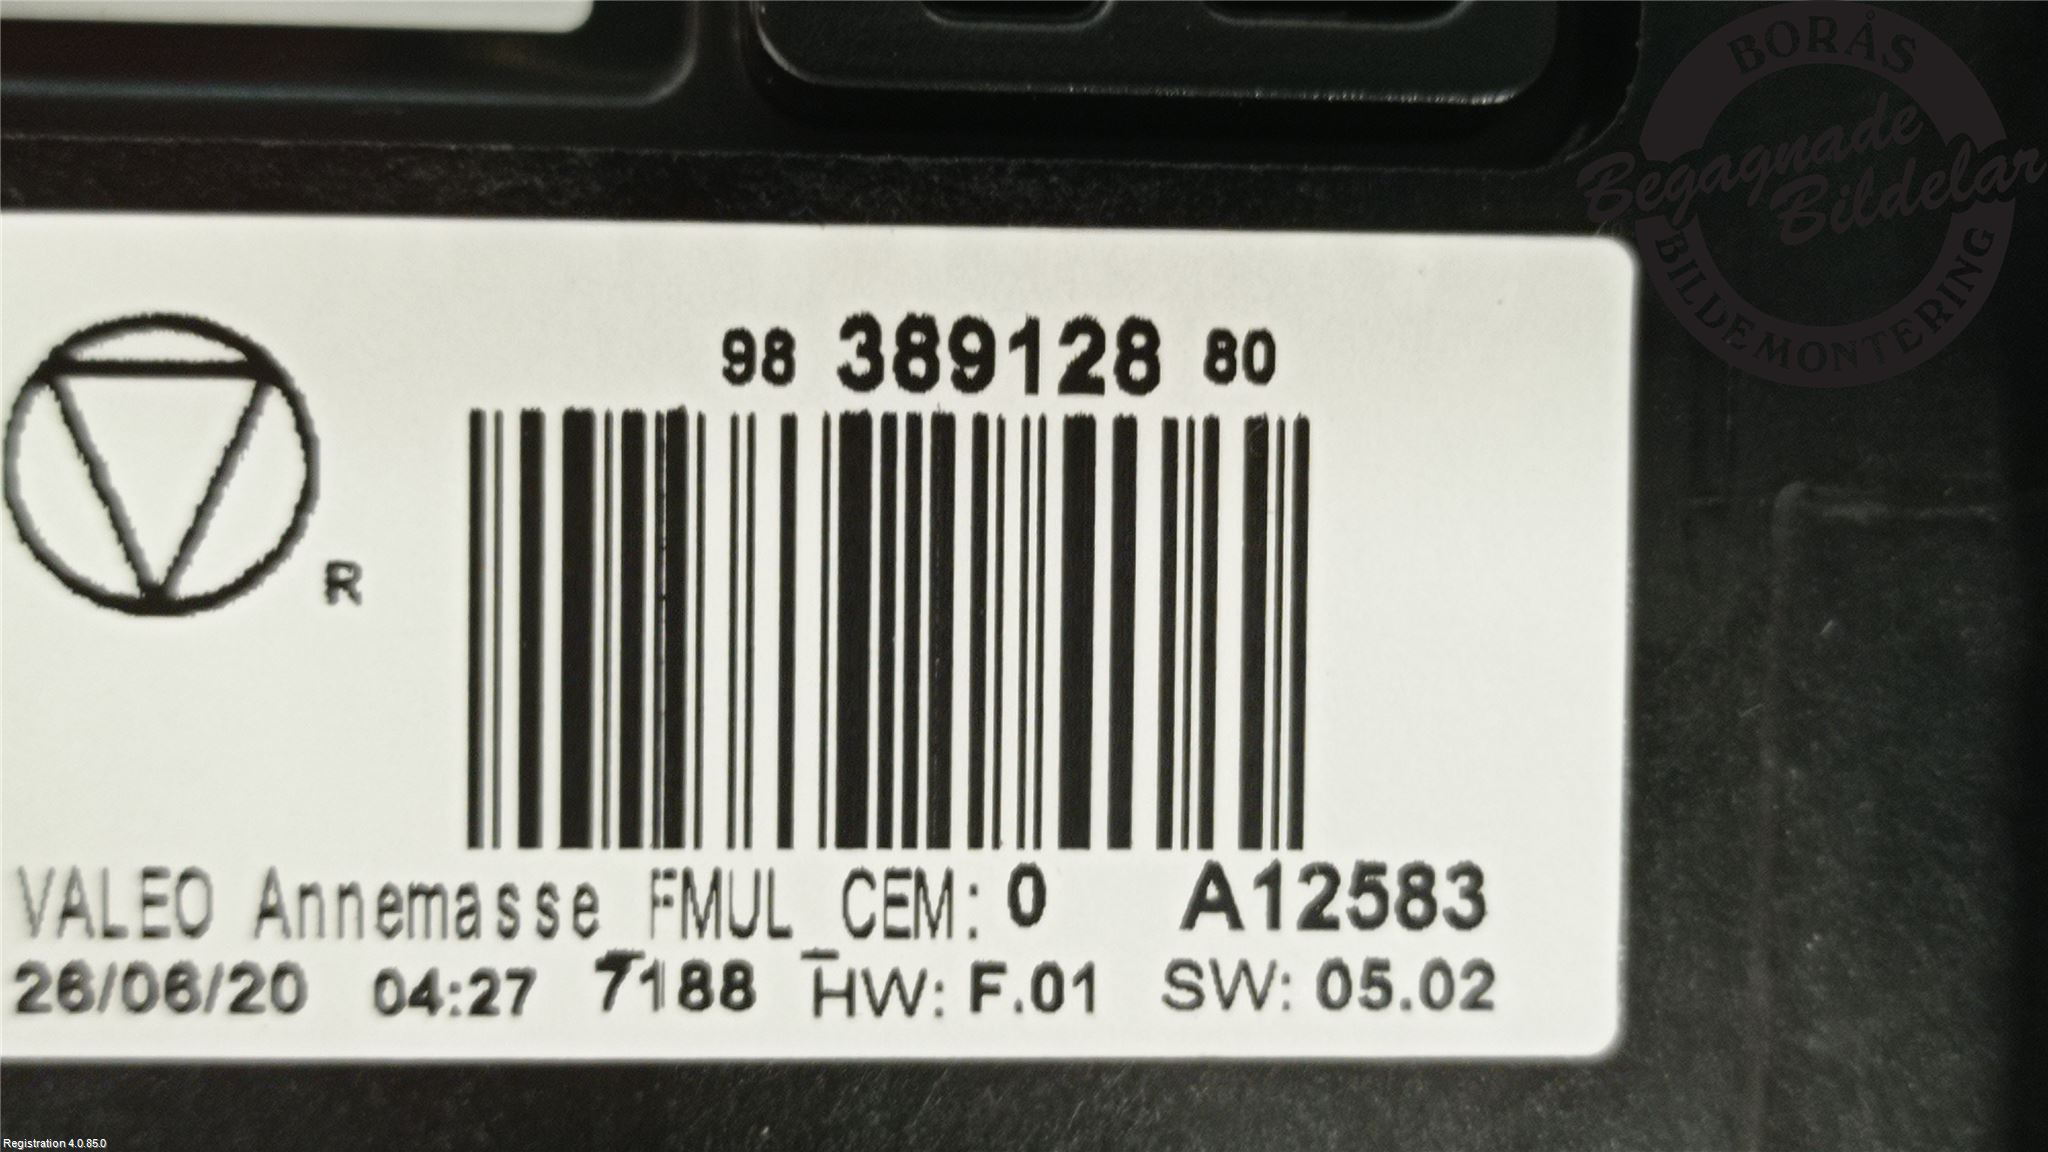 BORÅS
Begagnade
Bildelar
BILDEMONTERING
98 389128 80
R
VALEO Annemasse FMUL_CEM: 0 A12583
26/06/20 04:27 7188 HW: F.01 SW: 05.02
Registration 4.0.85.0